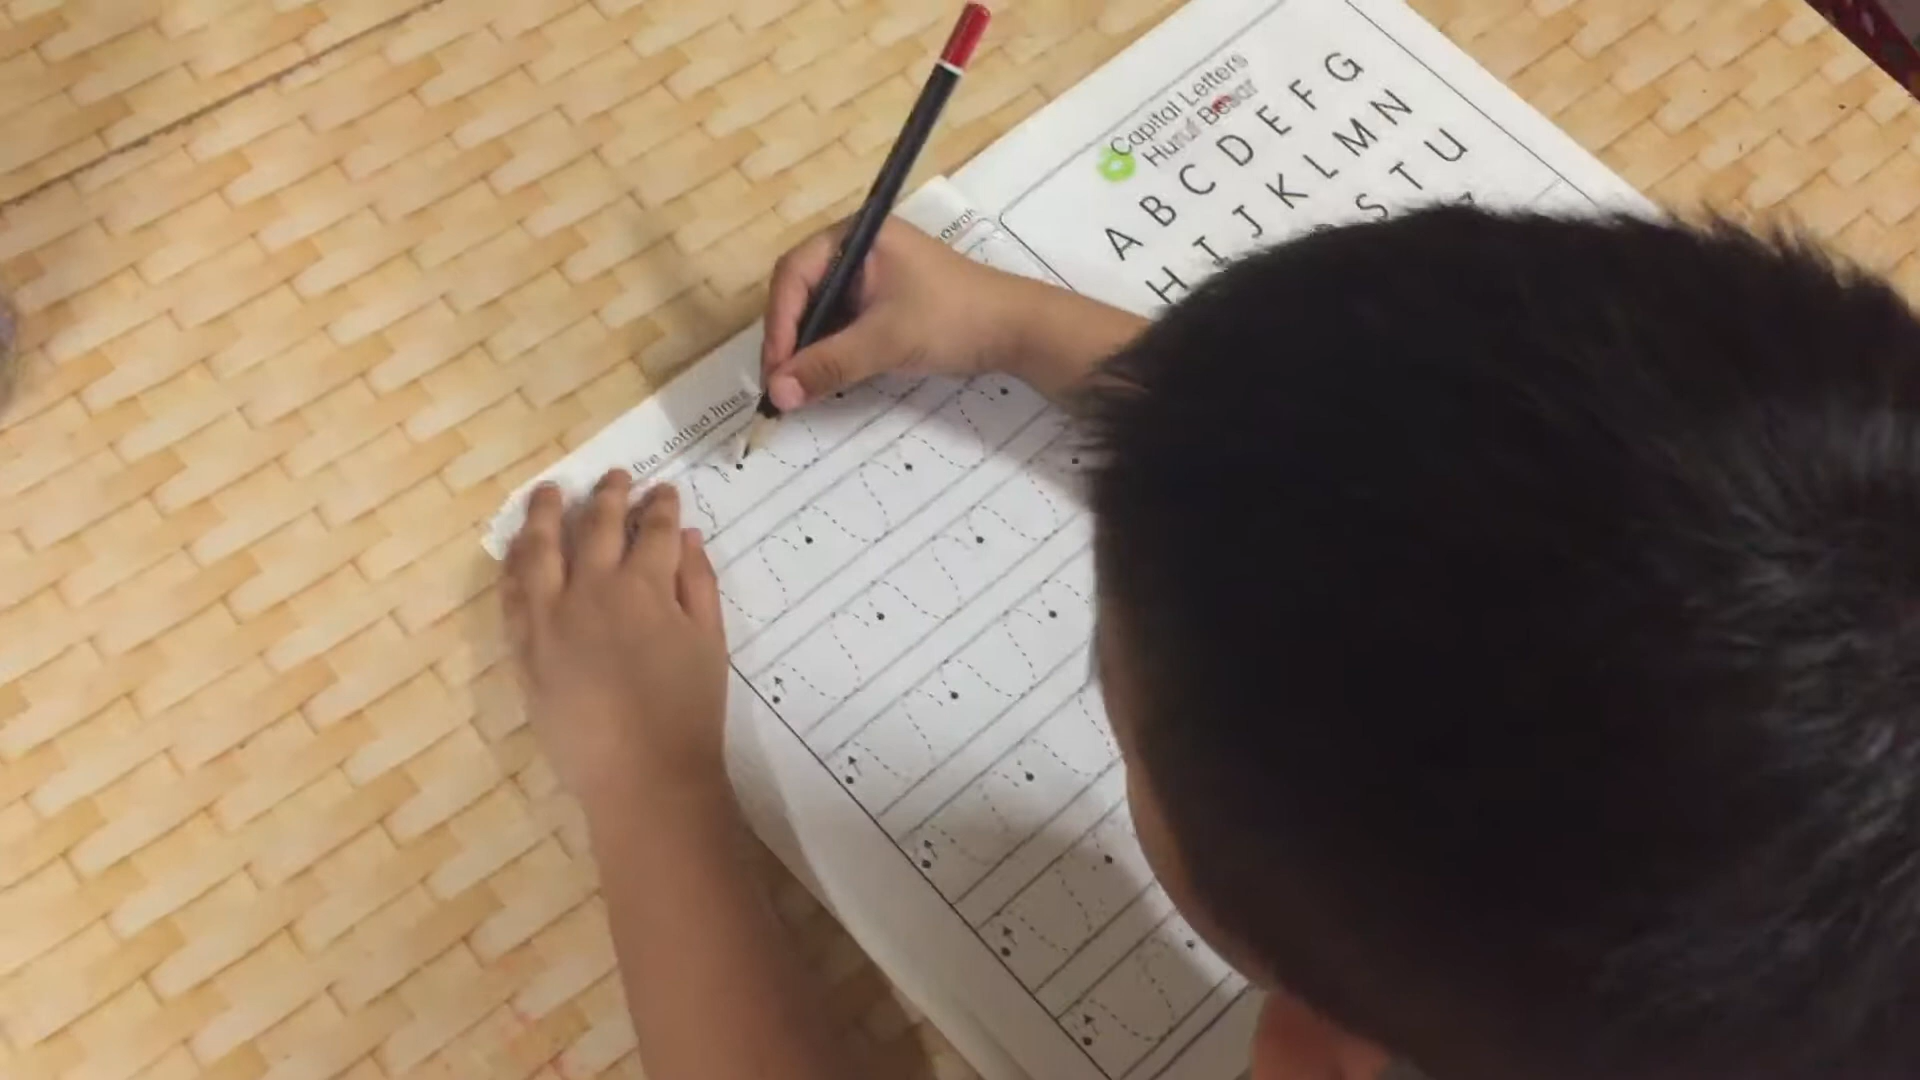 Capital Letters
Huruf Besar
A B C D E F G
H I J K L M N
S T U
the dotted lines